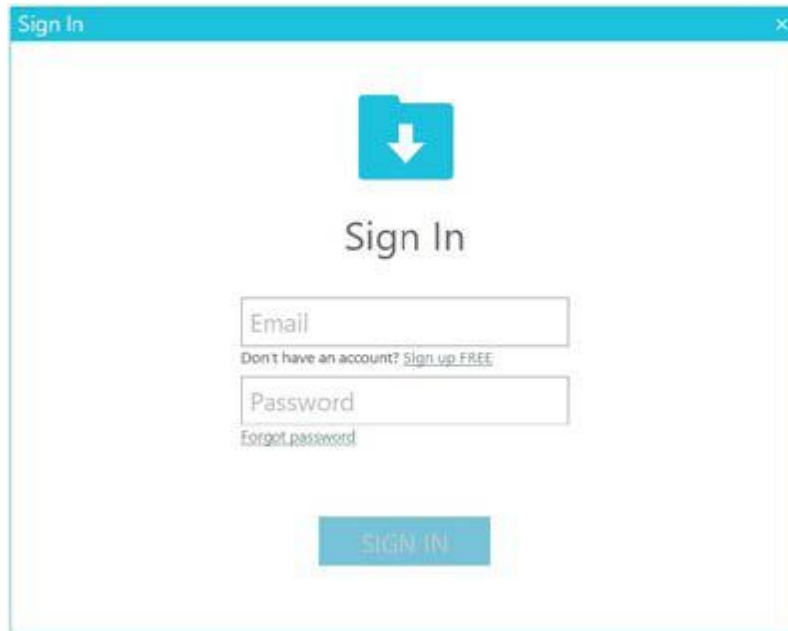 Sign In
×
Sign In
Email
Don't have an account? Sign up FREE
Password
Forgot password
SIGN IN